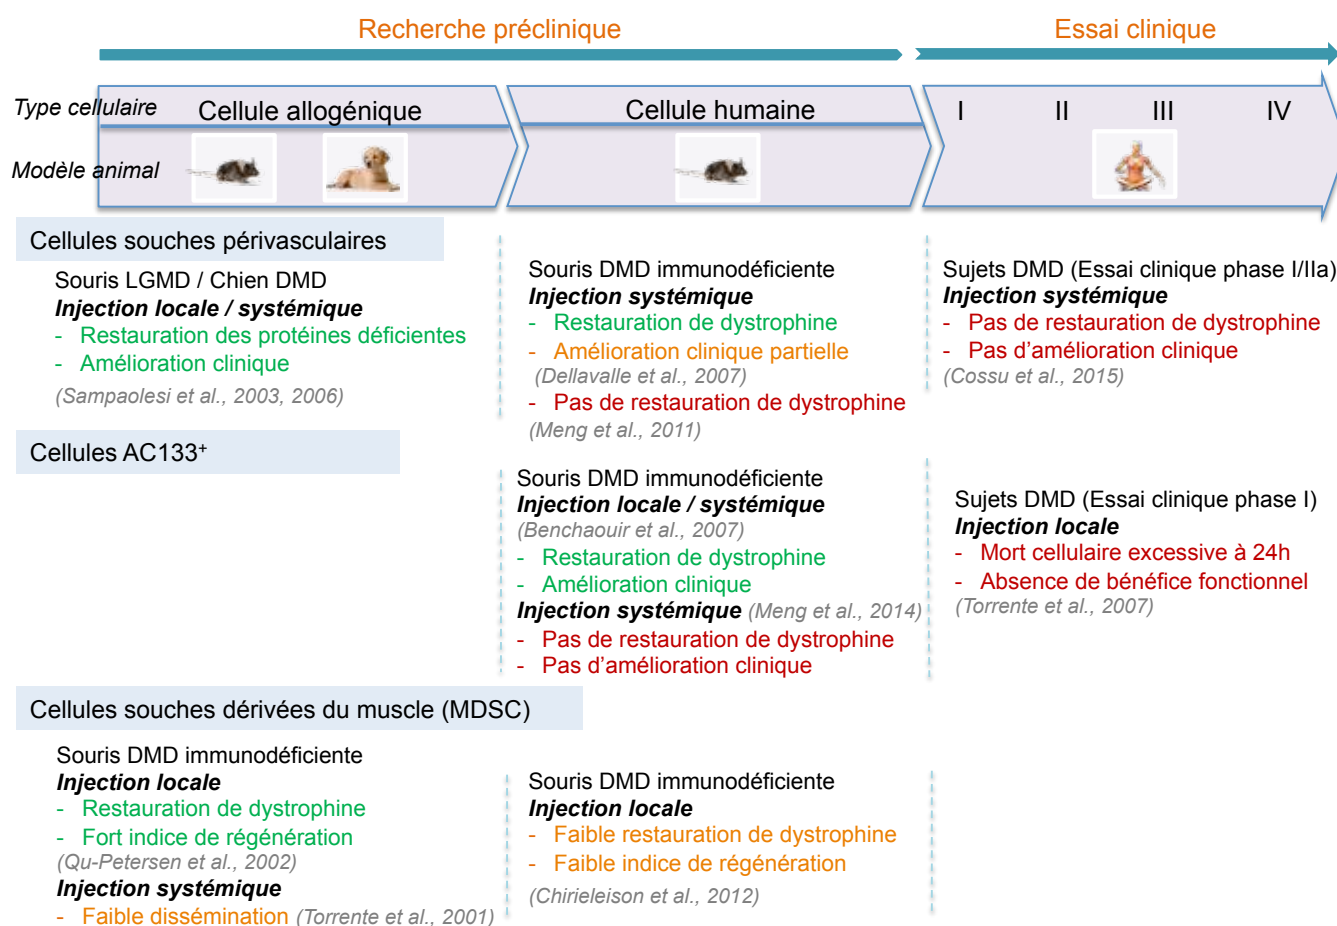 Recherche préclinique
Essai clinique
Type cellulaire
Cellule allogénique
Cellule humaine
I II III IV
Modèle animal
Cellules souches périvasculaires
Souris LGMD / Chien DMD
Injection locale / systémique
- Restauration des protéines déficientes
- Amélioration clinique
(Sampaolesi et al., 2003, 2006)
Souris DMD immunodéficiente
Injection systémique
- Restauration de dystrophine
- Amélioration clinique partielle
(Dellavalle et al., 2007)
- Pas de restauration de dystrophine
(Meng et al., 2011)
Sujets DMD (Essai clinique phase I/IIa)
Injection systémique
- Pas de restauration de dystrophine
- Pas d'amélioration clinique
(Cossu et al., 2015)
Cellules AC133⁺
Souris DMD immunodéficiente
Injection locale / systémique
(Benchaouir et al., 2007)
- Restauration de dystrophine
- Amélioration clinique
Injection systémique (Meng et al., 2014)
- Pas de restauration de dystrophine
- Pas d'amélioration clinique
Sujets DMD (Essai clinique phase I)
Injection locale
- Mort cellulaire excessive à 24h
- Absence de bénéfice fonctionnel
(Torrente et al., 2007)
Cellules souches dérivées du muscle (MDSC)
Souris DMD immunodéficiente
Injection locale
- Restauration de dystrophine
- Fort indice de régénération
(Qu-Petersen et al., 2002)
Injection systémique
- Faible dissémination (Torrente et al., 2001)
Souris DMD immunodéficiente
Injection locale
- Faible restauration de dystrophine
- Faible indice de régénération
(Chirieleison et al., 2012)